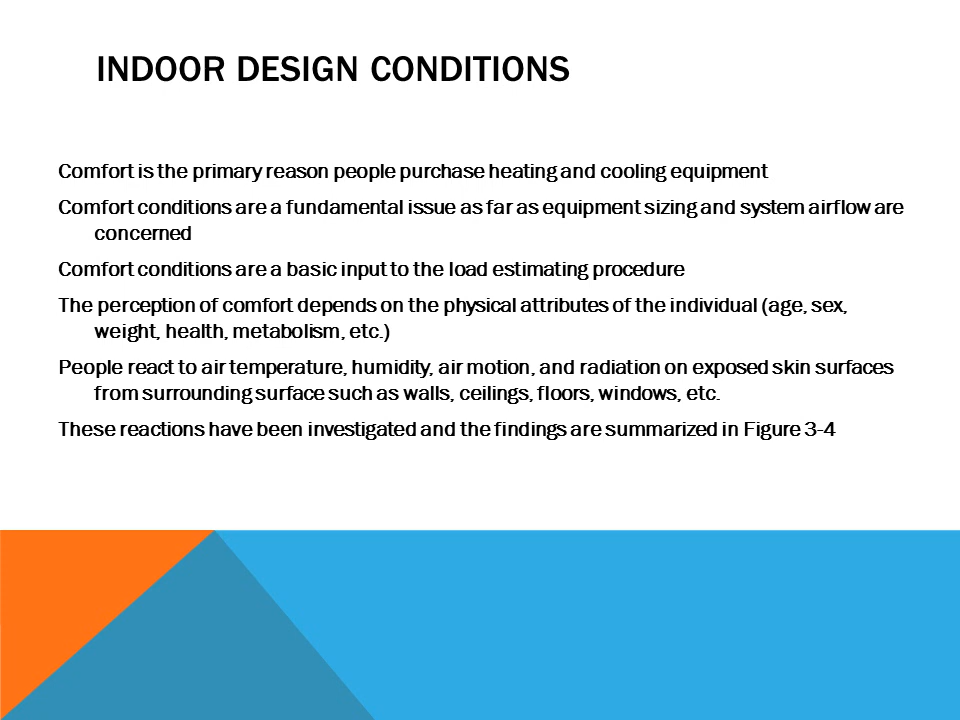 INDOOR DESIGN CONDITIONS
Comfort is the primary reason people purchase heating and cooling equipment
Comfort conditions are a fundamental issue as far as equipment sizing and system airflow are
concerned
Comfort conditions are a basic input to the load estimating procedure
The perception of comfort depends on the physical attributes of the individual (age, sex,
weight, health, metabolism, etc.)
People react to air temperature, humidity, air motion, and radiation on exposed skin surfaces
from surrounding surface such as walls, ceilings, floors, windows, etc.
These reactions have been investigated and the findings are summarized in Figure 3-4